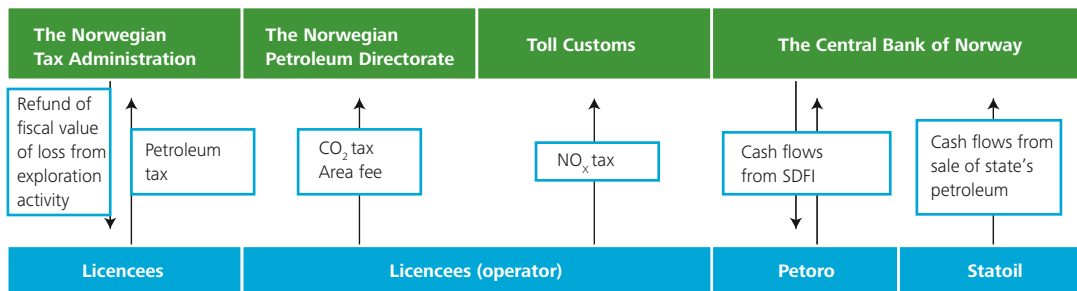 The Norwegian
Tax Administration
The Norwegian
Petroleum Directorate
Toll Customs
The Central Bank of Norway
Refund of
fiscal value
of loss from
exploration
activity
Petroleum
tax
CO₂ tax
Area fee
NOₓ tax
Cash flows
from SDFI
Cash flows from
sale of state’s
petroleum
Licencees
Licencees (operator)
Petoro
Statoil